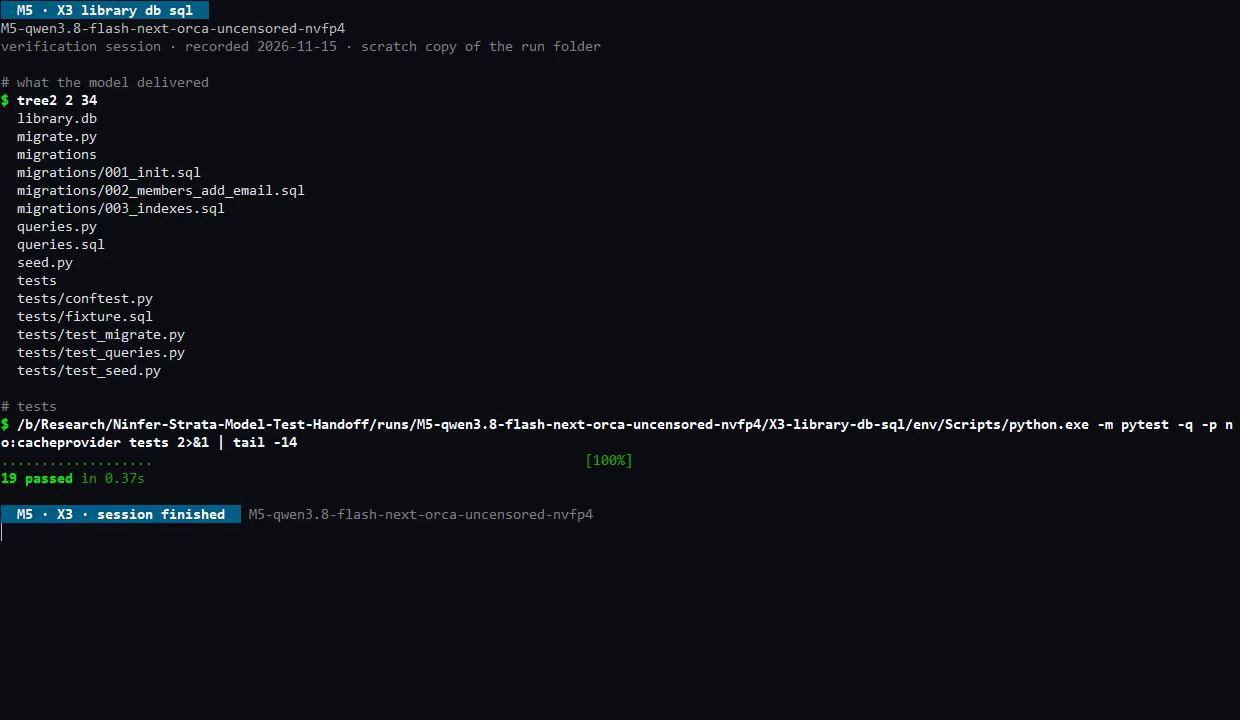 M5 · X3 library db sql
M5-qwen3.8-flash-next-orca-uncensored-nvfp4
verification session · recorded 2026-11-15 · scratch copy of the run folder
# what the model delivered
$ tree2 2 34
library.db
migrate.py
migrations
migrations/001_init.sql
migrations/002_members_add_email.sql
migrations/003_indexes.sql
queries.py
queries.sql
seed.py
tests
tests/conftest.py
tests/fixture.sql
tests/test_migrate.py
tests/test_queries.py
tests/test_seed.py
# tests
$ /b/Research/Ninfer-Strata-Model-Test-Handoff/runs/M5-qwen3.8-flash-next-orca-uncensored-nvfp4/X3-library-db-sql/env/Scripts/python.exe -m pytest -q -p n
o:cacheprovider tests 2>&1 | tail -14
................... [100%]
19 passed in 0.37s
M5 · X3 · session finished M5-qwen3.8-flash-next-orca-uncensored-nvfp4